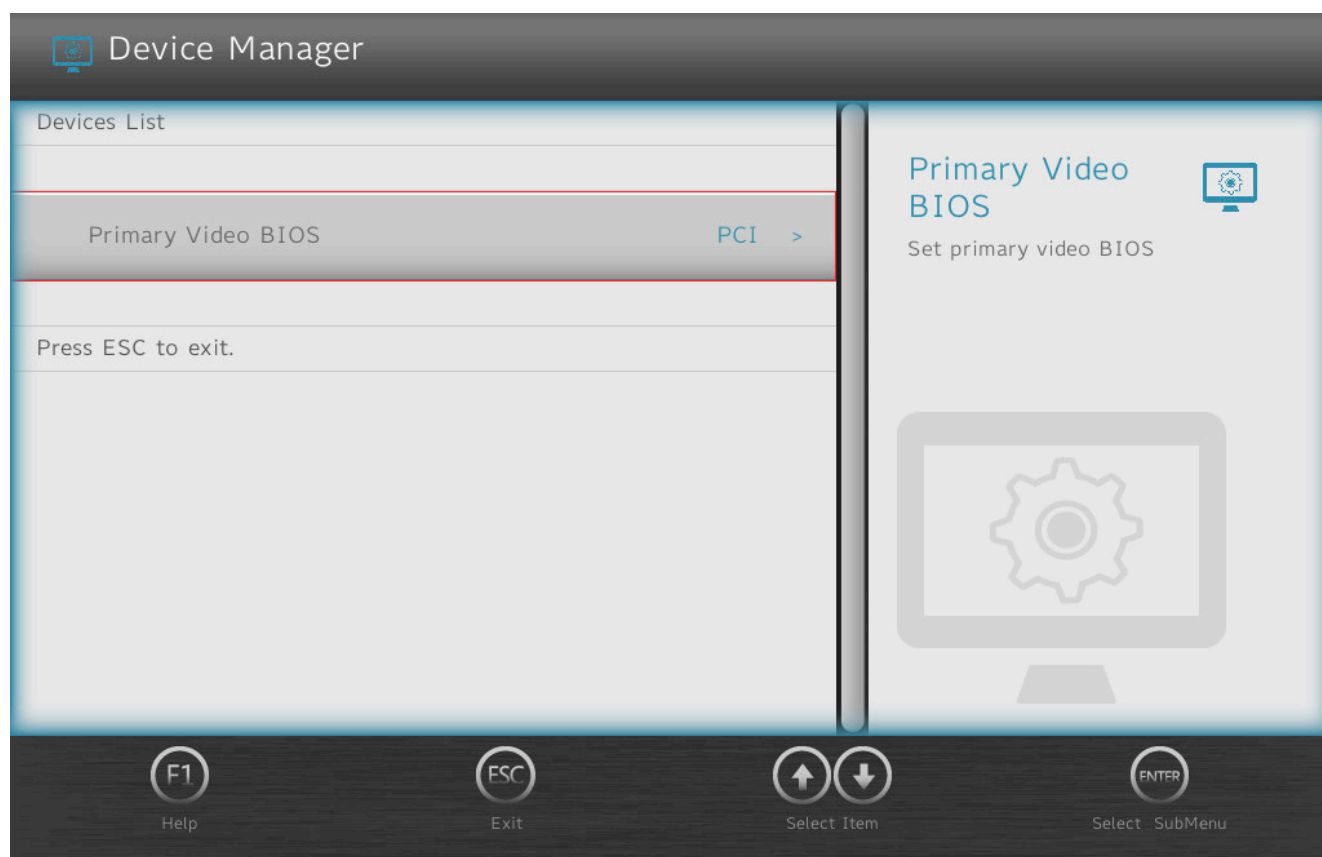 Device Manager
Devices List
Primary Video BIOS PCI >
Press ESC to exit.
Primary Video
BIOS
Set primary video BIOS
F1
Help
ESC
Exit
Select Item
ENTER
Select SubMenu